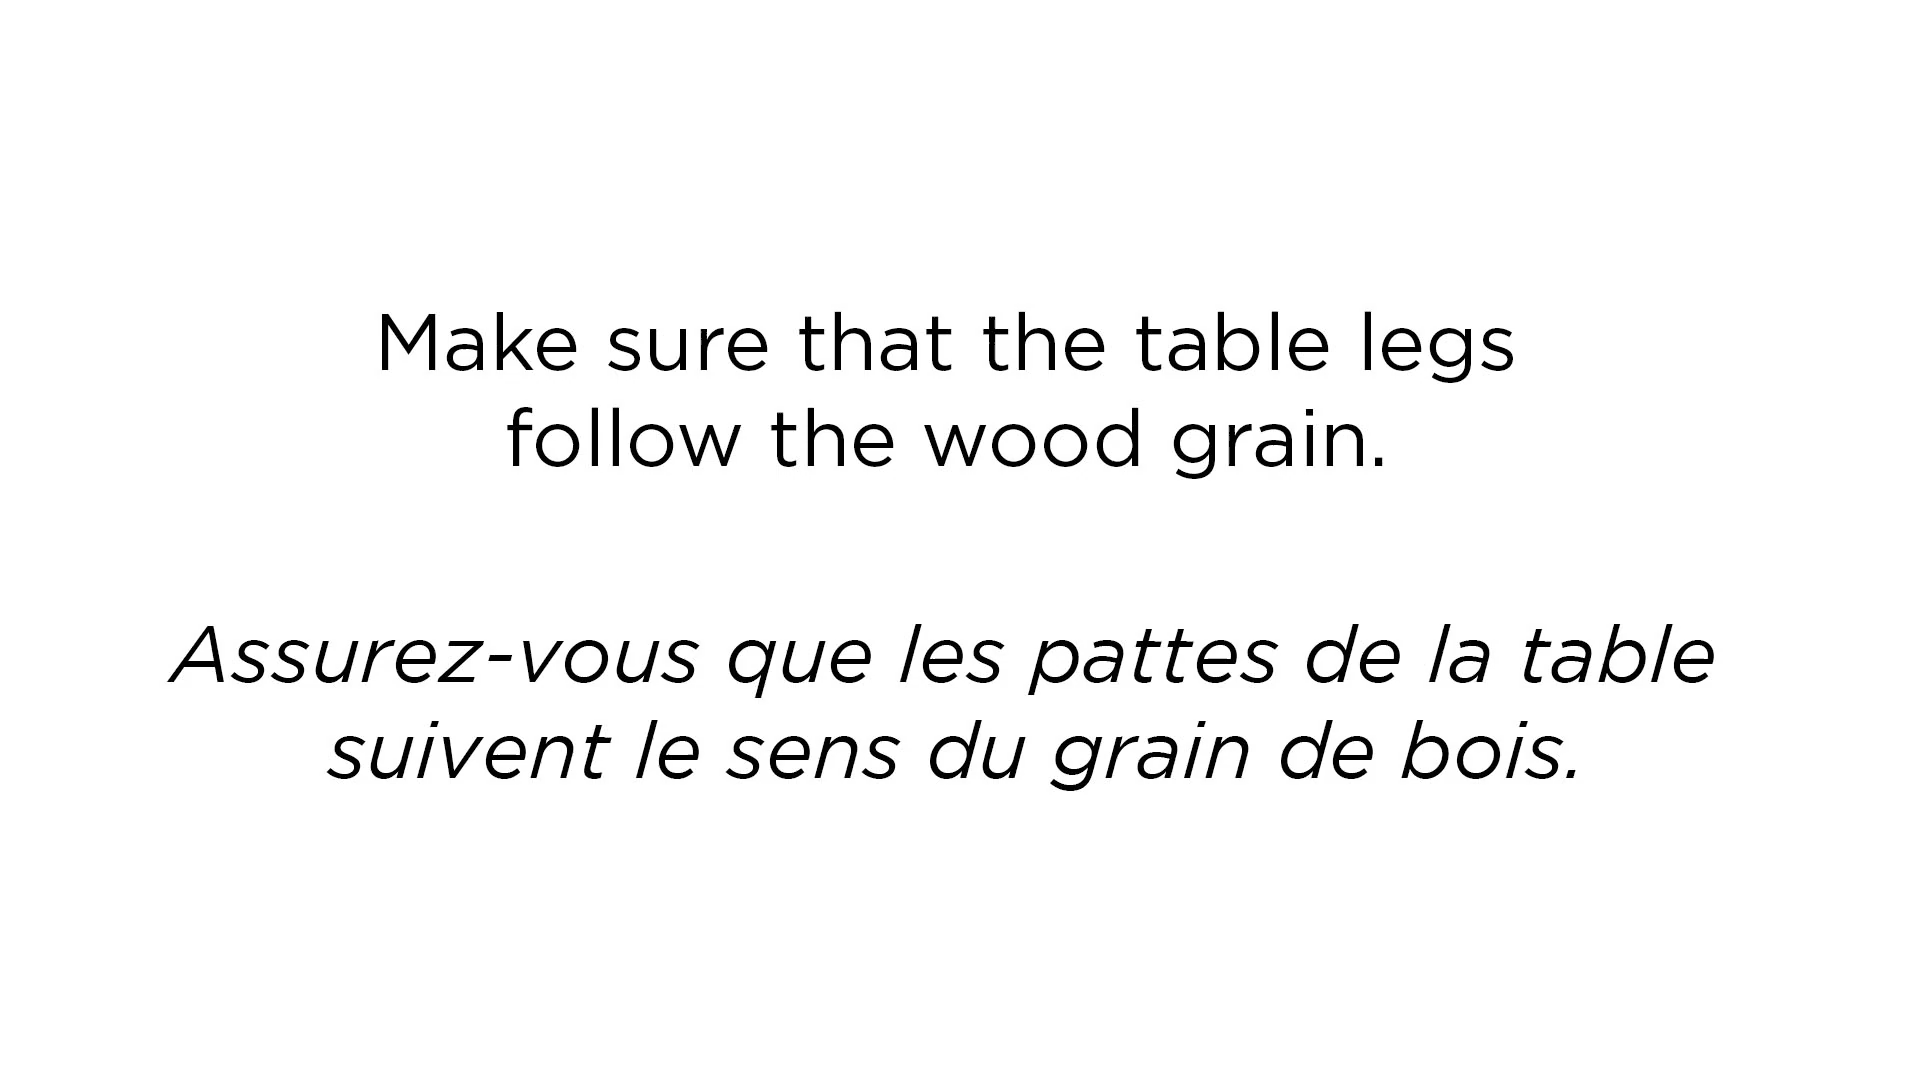 Make sure that the table legs
follow the wood grain.
Assurez-vous que les pattes de la table
suivent le sens du grain de bois.